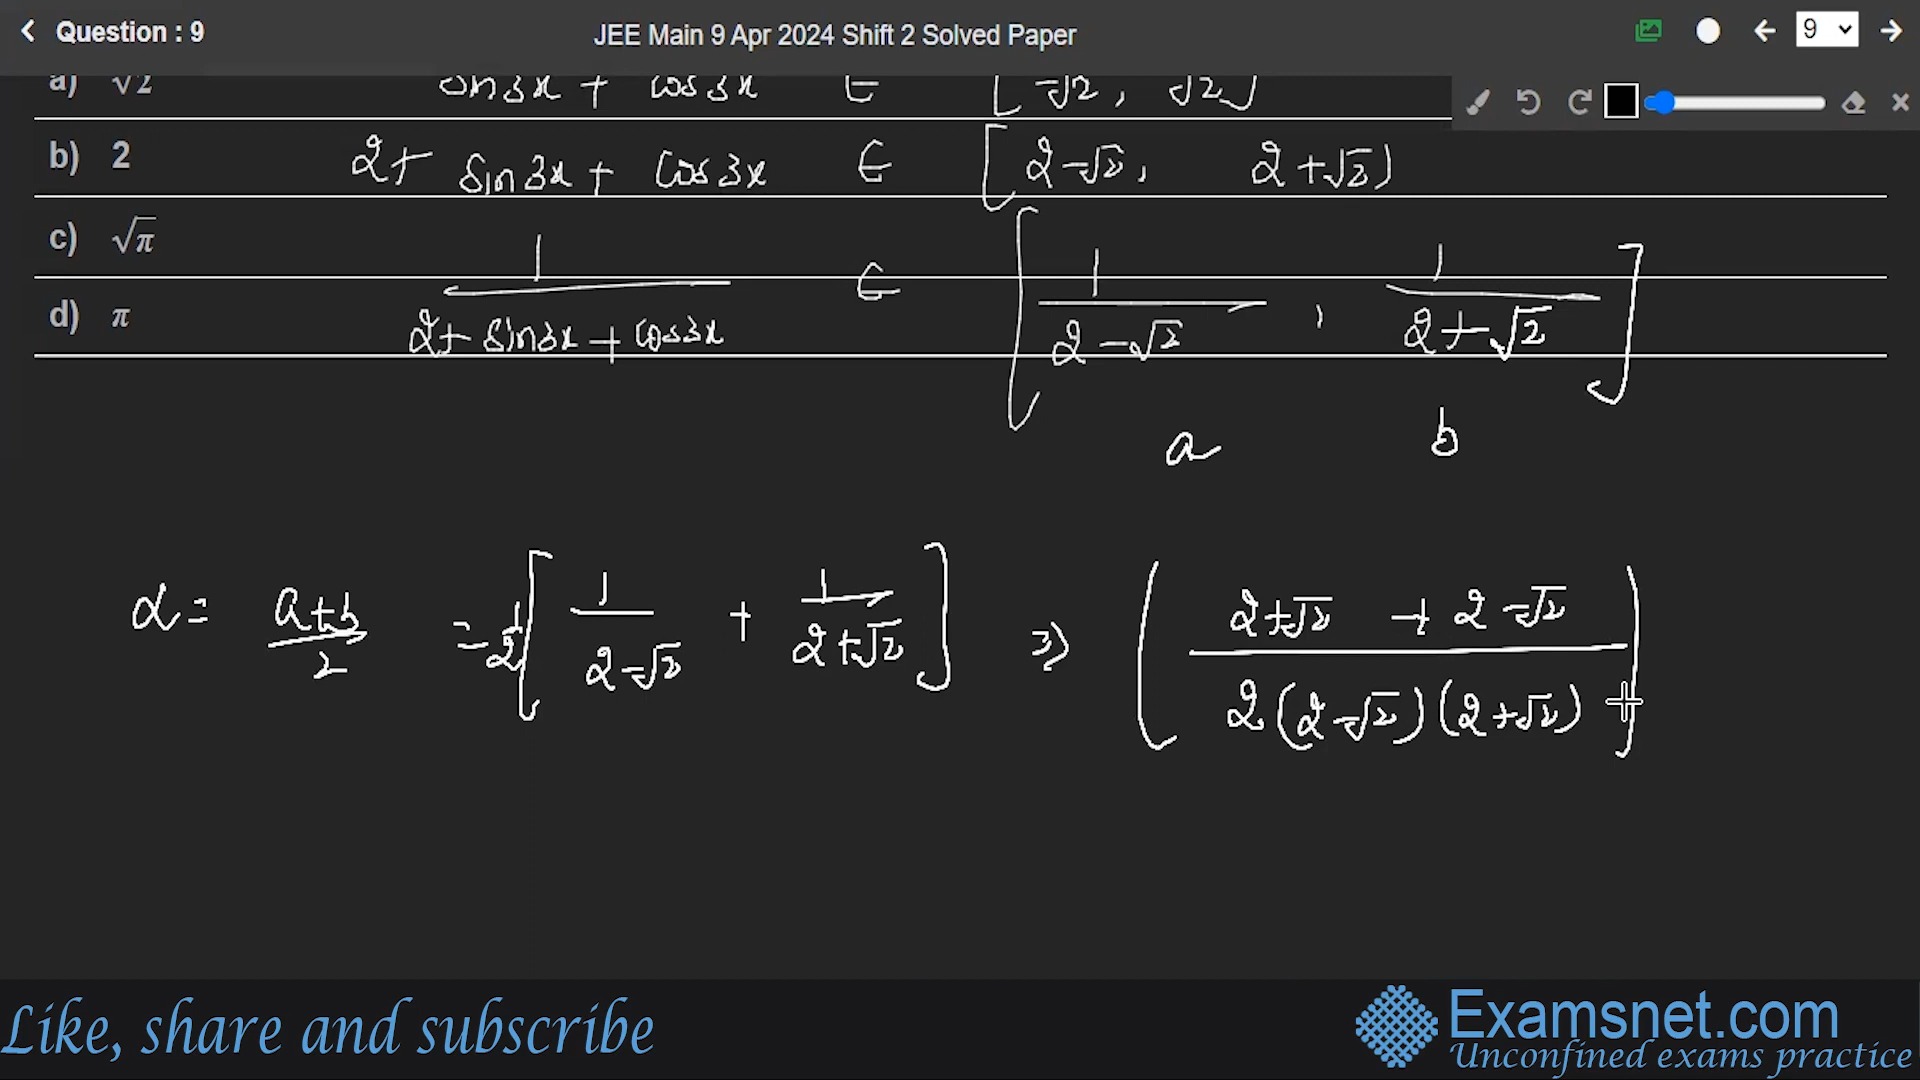 Question : 9
JEE Main 9 Apr 2024 Shift 2 Solved Paper
9
a) √2 sin3x + cos3x ∈ [-√2, √2]
b) 2 2+ sin3x + cos3x ∈ [2-√2, 2+√2)
c) √π
d) π
1/(2+ sin3x + cos3x) ∈ [1/(2-√2), 1/(2+√2)]
a b
α = (a+b)/2 = 1/2 [1/(2-√2) + 1/(2+√2)] ⇒ ((2+√2 + 2-√2)/(2(2-√2)(2+√2)))
Like, share and subscribe
Examsnet.com
Unconfined exams practice